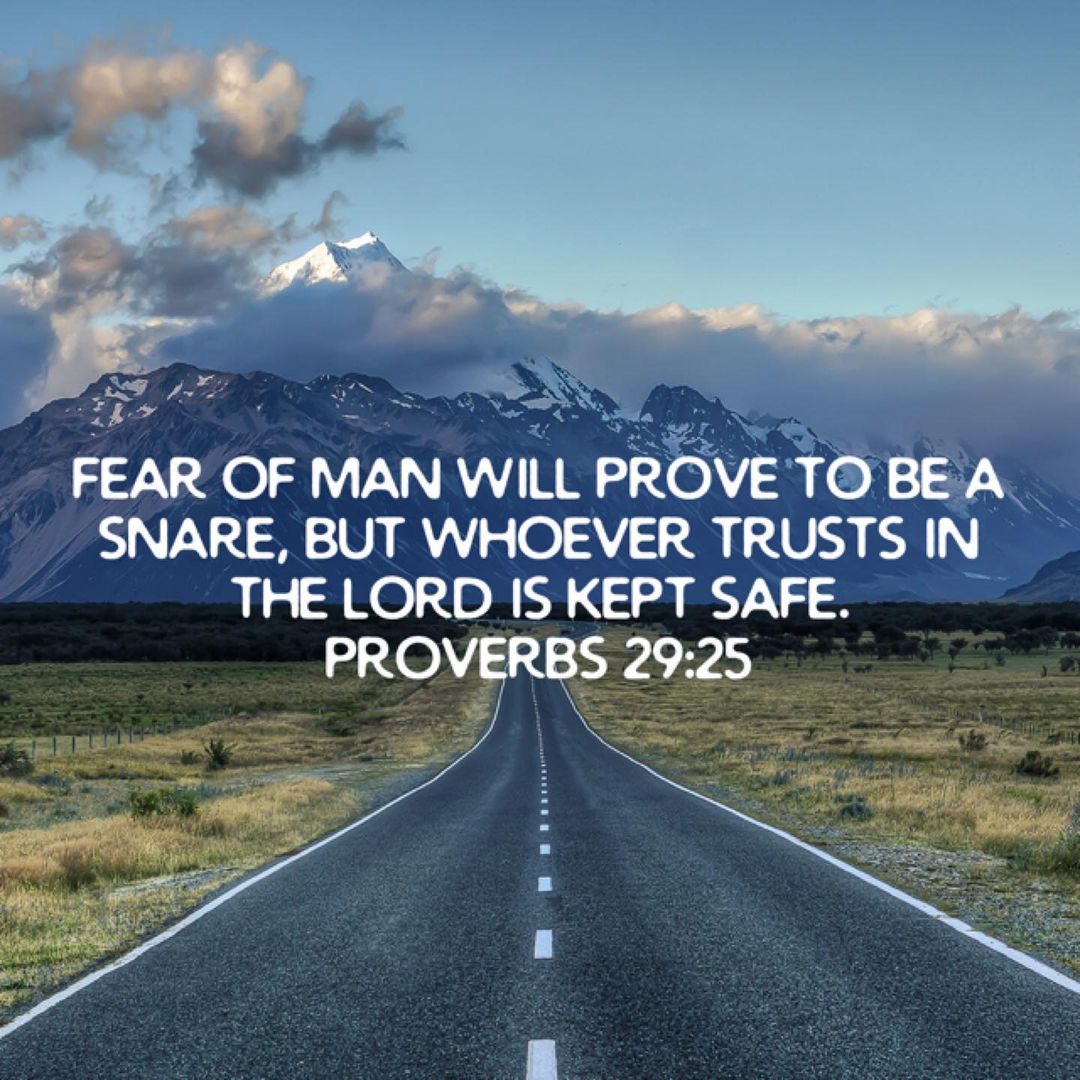 FEAR OF MAN WILL PROVE TO BE A
SNARE, BUT WHOEVER TRUSTS IN
THE LORD IS KEPT SAFE.
PROVERBS 29:25